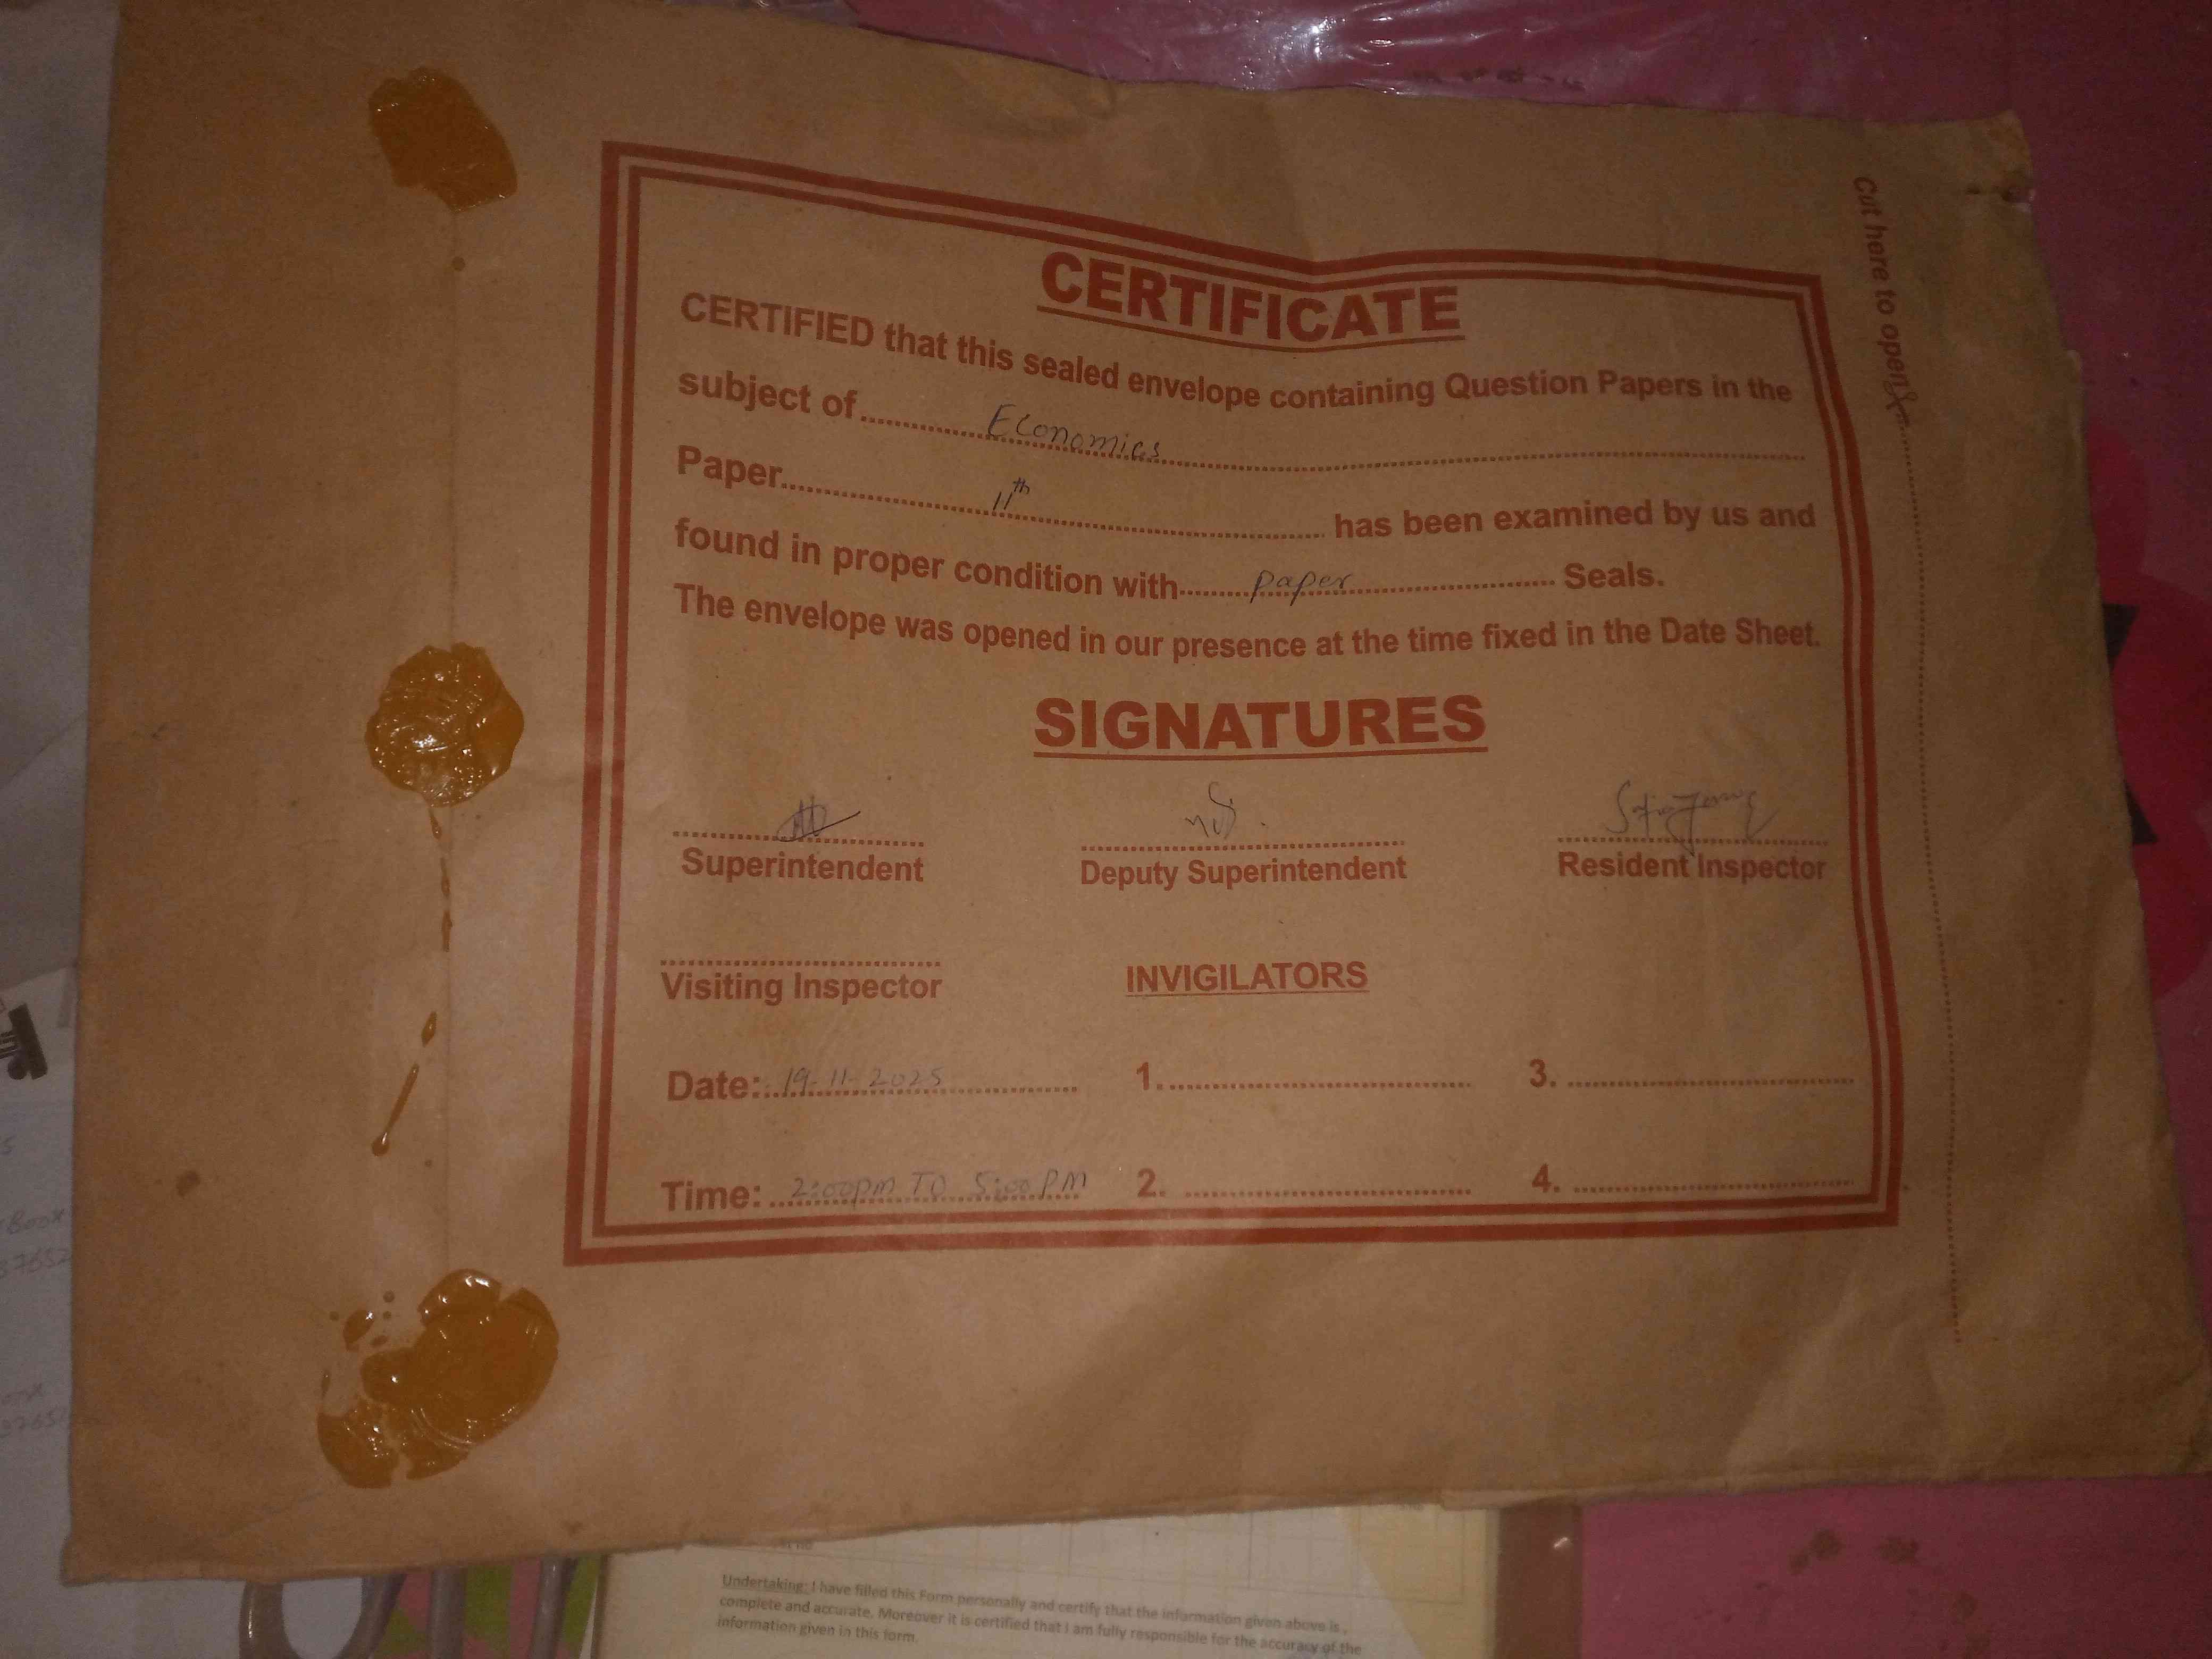 Cut here to open
CERTIFICATE
CERTIFIED that this sealed envelope containing Question Papers in the
subject of Economics
Paper 11th has been examined by us and
found in proper condition with paper Seals.
The envelope was opened in our presence at the time fixed in the Date Sheet.
SIGNATURES
Superintendent Deputy Superintendent Resident Inspector
Visiting Inspector INVIGILATORS
Date: 19-11-2025 1. 3.
Time: 2:00pm TO 5:00 PM 2. 4.
Undertaking: I have filled this Form personally and certify that the information given above is
complete and accurate. Moreover it is certified that I am fully responsible for the accuracy of the
information given in this form.